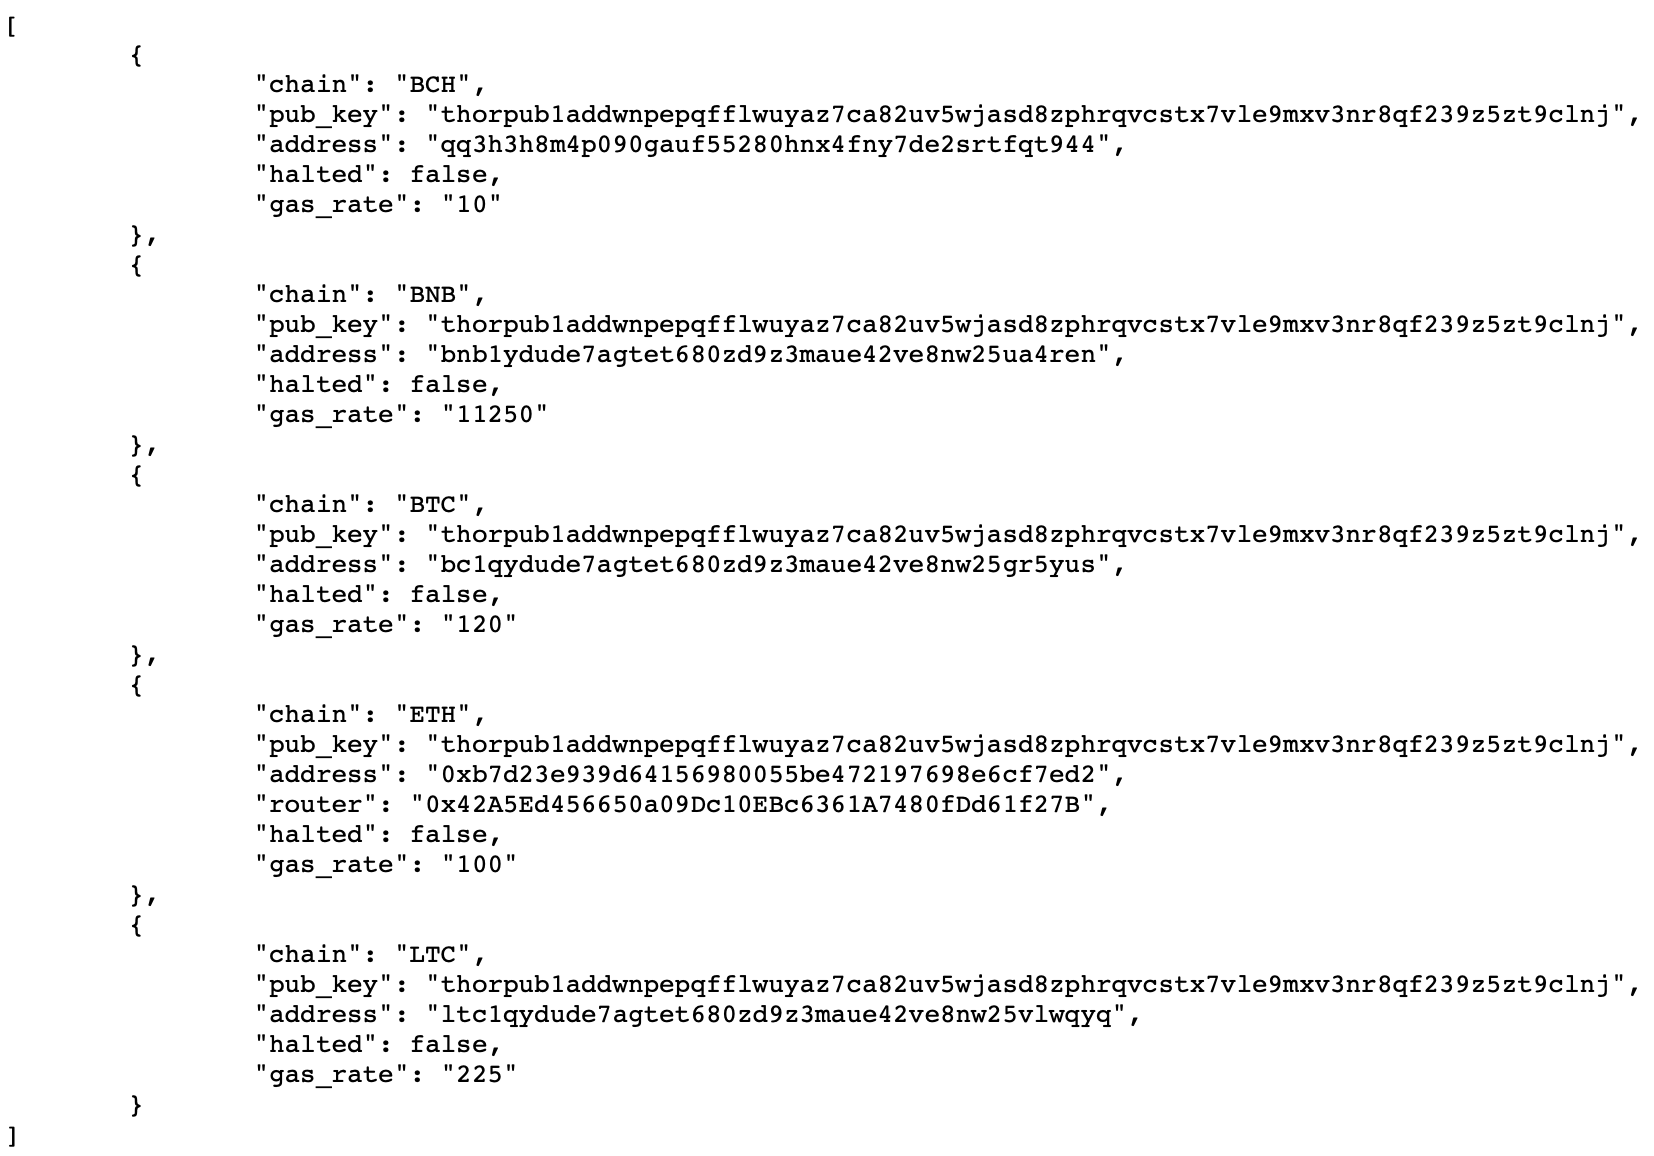 [
	{
		"chain": "BCH",
		"pub_key": "thorpub1addwnpepqfflwuyaz7ca82uv5wjasd8zphrqvcstx7vle9mxv3nr8qf239z5zt9clnj",
		"address": "qq3h3h8m4p090gauf55280hnx4fny7de2srtfqt944",
		"halted": false,
		"gas_rate": "10"
	},
	{
		"chain": "BNB",
		"pub_key": "thorpub1addwnpepqfflwuyaz7ca82uv5wjasd8zphrqvcstx7vle9mxv3nr8qf239z5zt9clnj",
		"address": "bnb1ydude7agtet680zd9z3maue42ve8nw25ua4ren",
		"halted": false,
		"gas_rate": "11250"
	},
	{
		"chain": "BTC",
		"pub_key": "thorpub1addwnpepqfflwuyaz7ca82uv5wjasd8zphrqvcstx7vle9mxv3nr8qf239z5zt9clnj",
		"address": "bc1qydude7agtet680zd9z3maue42ve8nw25gr5yus",
		"halted": false,
		"gas_rate": "120"
	},
	{
		"chain": "ETH",
		"pub_key": "thorpub1addwnpepqfflwuyaz7ca82uv5wjasd8zphrqvcstx7vle9mxv3nr8qf239z5zt9clnj",
		"address": "0xb7d23e939d64156980055be472197698e6cf7ed2",
		"router": "0x42A5Ed456650a09Dc10EBc6361A7480fDd61f27B",
		"halted": false,
		"gas_rate": "100"
	},
	{
		"chain": "LTC",
		"pub_key": "thorpub1addwnpepqfflwuyaz7ca82uv5wjasd8zphrqvcstx7vle9mxv3nr8qf239z5zt9clnj",
		"address": "ltc1qydude7agtet680zd9z3maue42ve8nw25vlwqyq",
		"halted": false,
		"gas_rate": "225"
	}
]